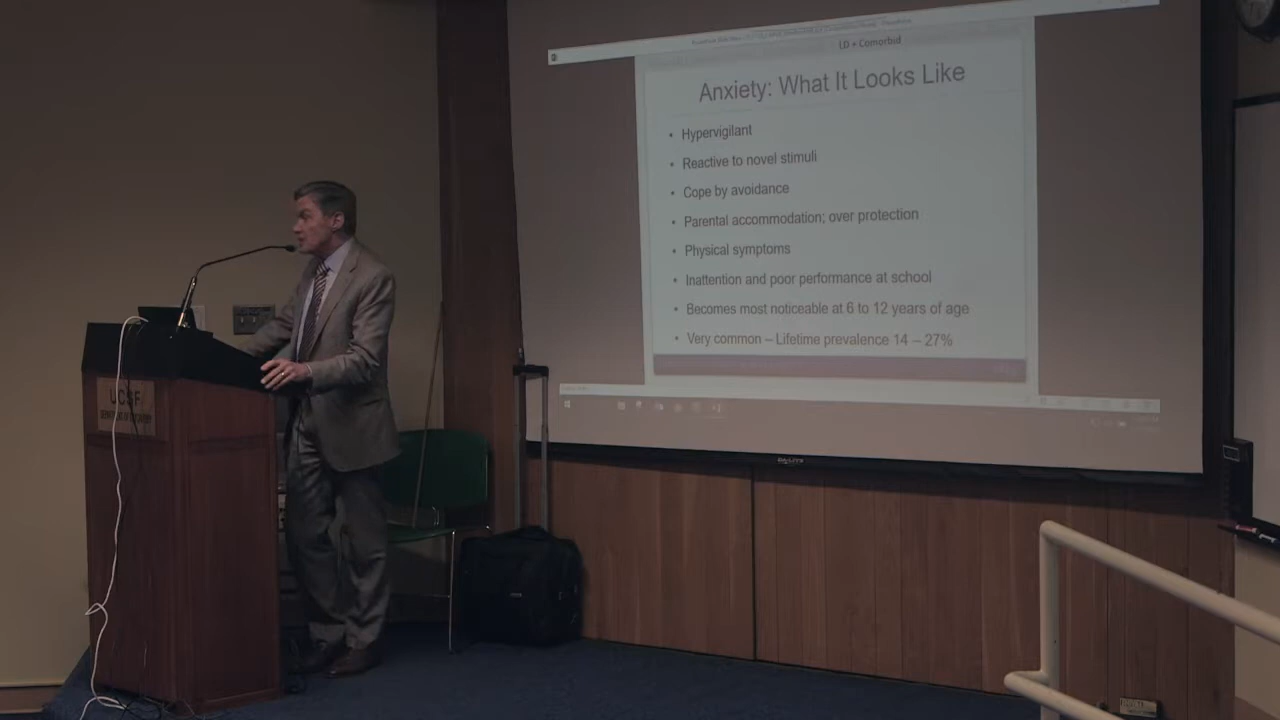 LD + Comorbid
Anxiety: What It Looks Like
• Hypervigilant
• Reactive to novel stimuli
• Cope by avoidance
• Parental accommodation; over protection
• Physical symptoms
• Inattention and poor performance at school
• Becomes most noticeable at 6 to 12 years of age
• Very common – Lifetime prevalence 14 – 27%
UCSF
DA-LITE